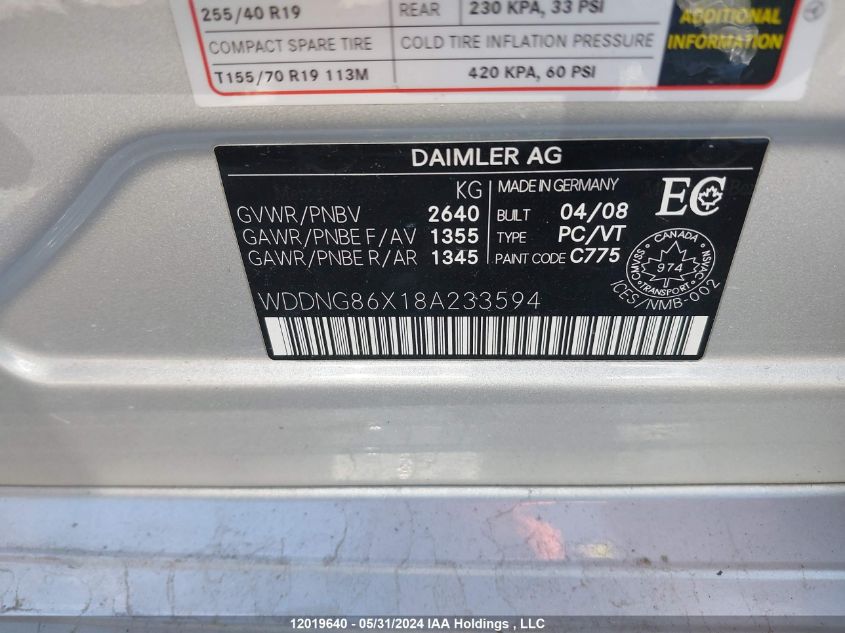 255/40 R19 REAR 230 KPA, 33 PSI
COMPACT SPARE TIRE COLD TIRE INFLATION PRESSURE
T155/70 R19 113M 420 KPA, 60 PSI
ADDITIONAL
INFORMATION
DAIMLER AG
KG MADE IN GERMANY
GVWR/PNBV 2640 BUILT 04/08
GAWR/PNBE F/AV 1355 TYPE PC/VT
GAWR/PNBE R/AR 1345 PAINT CODE C775
EC
CANADA
CMVSS NSVAC
974
TRANSPORT
ICES/NMB-002
WDDNG86X18A233594
12019640 - 05/31/2024 IAA Holdings , LLC